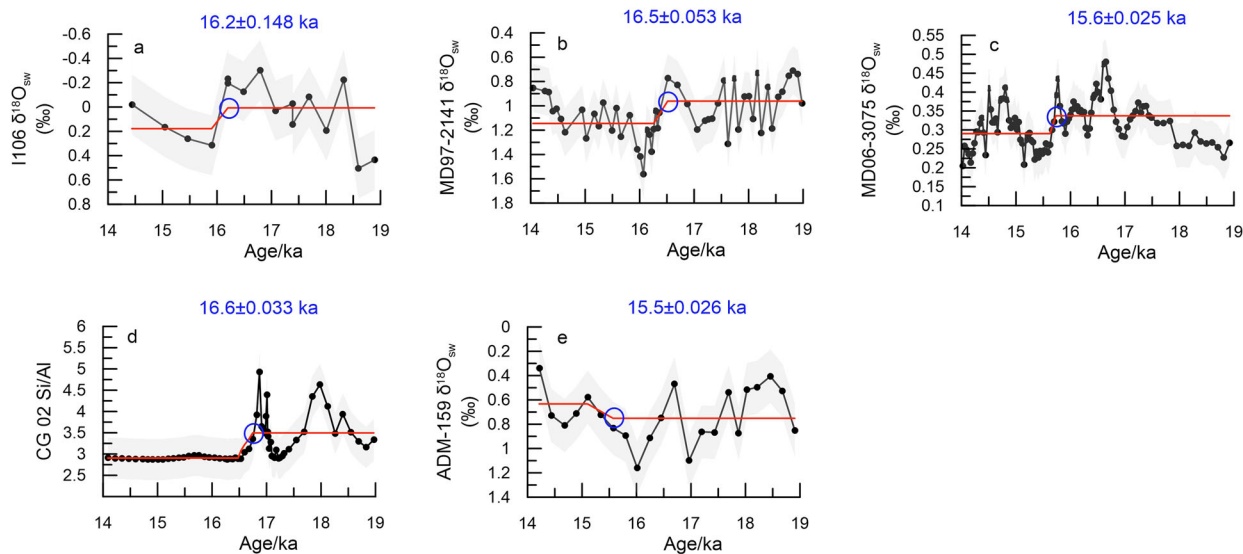 16.2±0.148 ka
a
I106 δ¹⁸Osw
(‰)
-0.6
-0.4
-0.2
0
0.2
0.4
0.6
0.8
14 15 16 17 18 19
Age/ka
16.5±0.053 ka
b
MD97-2141 δ¹⁸Osw
(‰)
0.4
0.6
0.8
1
1.2
1.4
1.6
1.8
14 15 16 17 18 19
Age/ka
15.6±0.025 ka
c
MD06-3075 δ¹⁸Osw
(‰)
0.55
0.5
0.45
0.4
0.35
0.3
0.25
0.2
0.15
0.1
14 15 16 17 18 19
Age/ka
16.6±0.033 ka
d
CG 02 Si/Al
6
5.5
5
4.5
4
3.5
3
2.5
14 15 16 17 18 19
Age/ka
15.5±0.026 ka
e
ADM-159 δ¹⁸Osw
(‰)
0
0.4
0.6
0.8
1
1.2
1.4
14 15 16 17 18 19
Age/ka